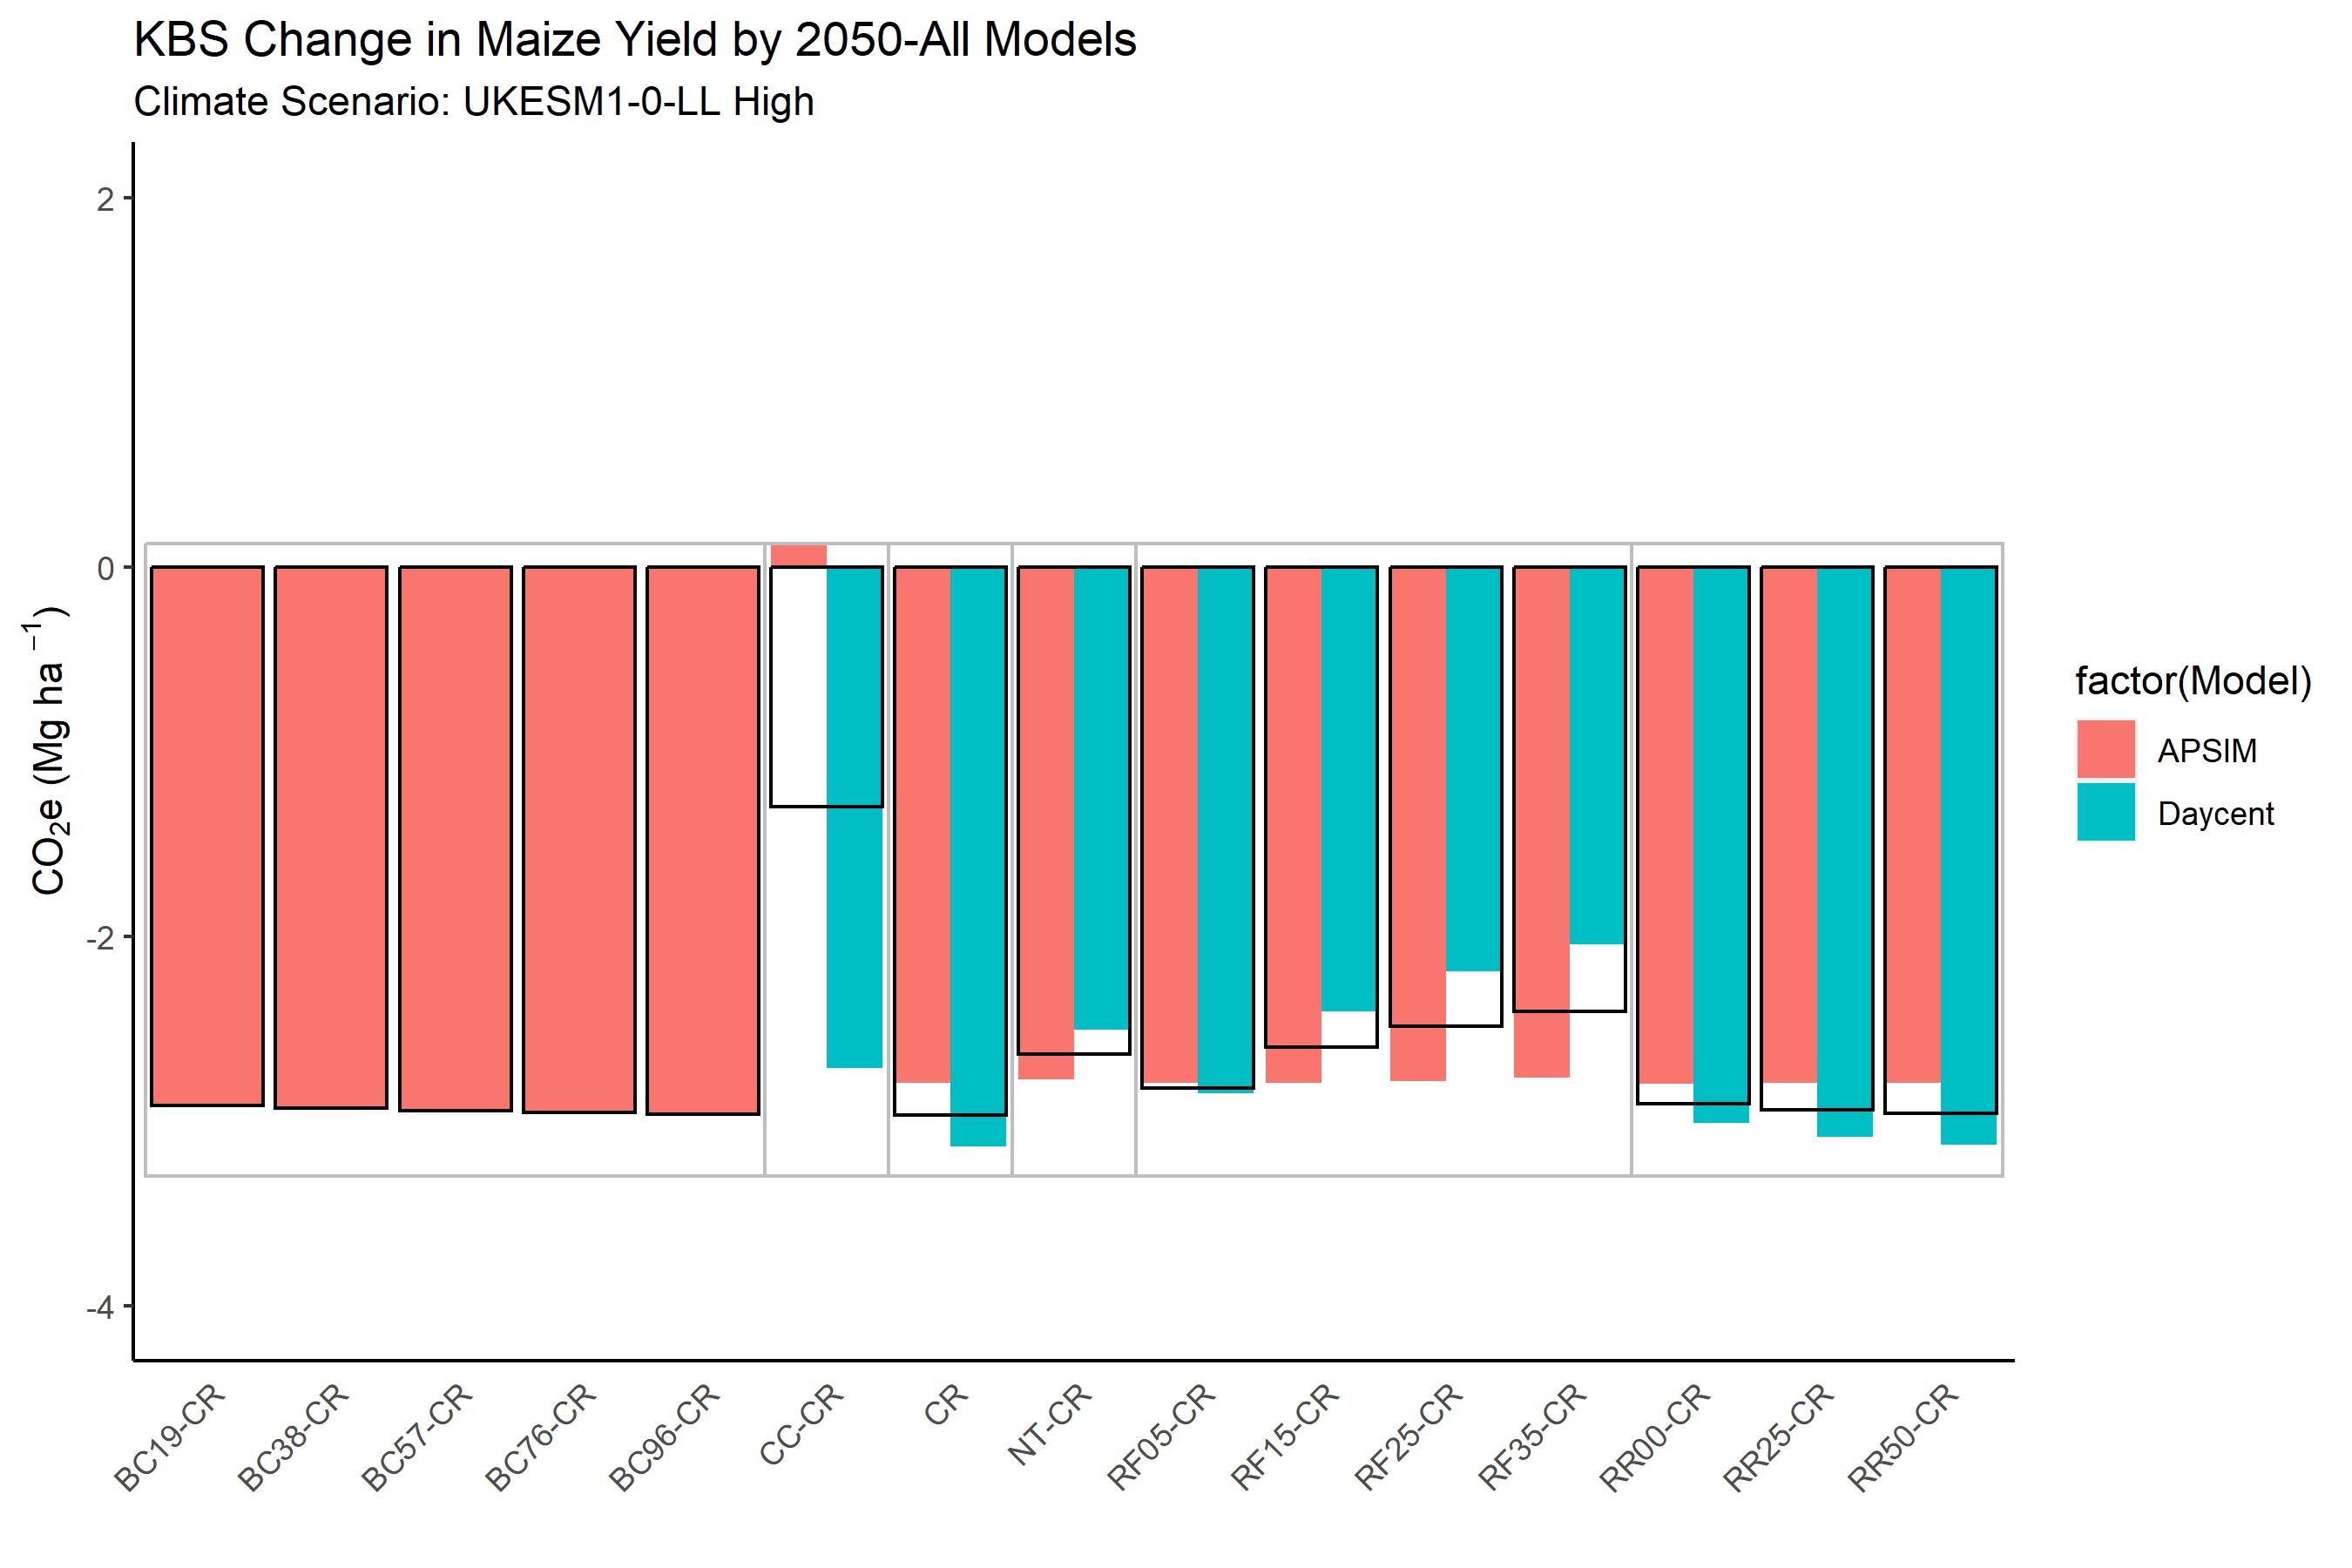 KBS Change in Maize Yield by 2050-All Models
Climate Scenario: UKESM1-0-LL High
CO₂e (Mg ha ⁻¹)
2
0
-2
-4
BC19-CR
BC38-CR
BC57-CR
BC76-CR
BC96-CR
CC-CR
CR
NT-CR
RF05-CR
RF15-CR
RF25-CR
RF35-CR
RR00-CR
RR25-CR
RR50-CR
factor(Model)
APSIM
Daycent